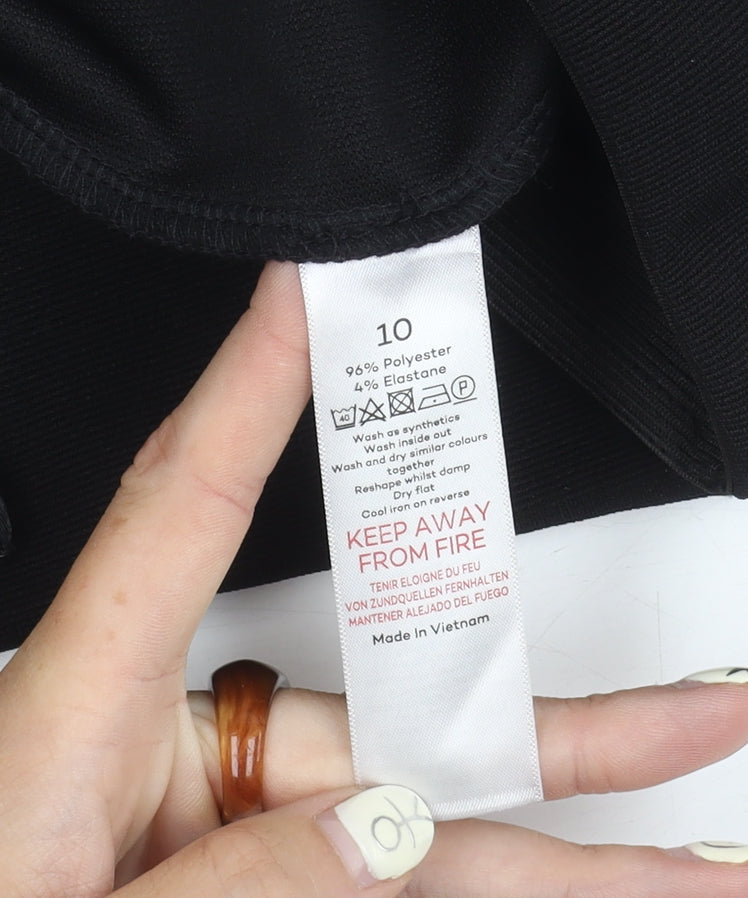 10
96% Polyester
4% Elastane
40 P
Wash as synthetics
Wash inside out
Wash and dry similar colours
together
Reshape whilst damp
Dry flat
Cool iron on reverse
KEEP AWAY
FROM FIRE
TENIR ELOIGNE DU FEU
VON ZUNDQUELLEN FERNHALTEN
MANTENER ALEJADO DEL FUEGO
Made In Vietnam